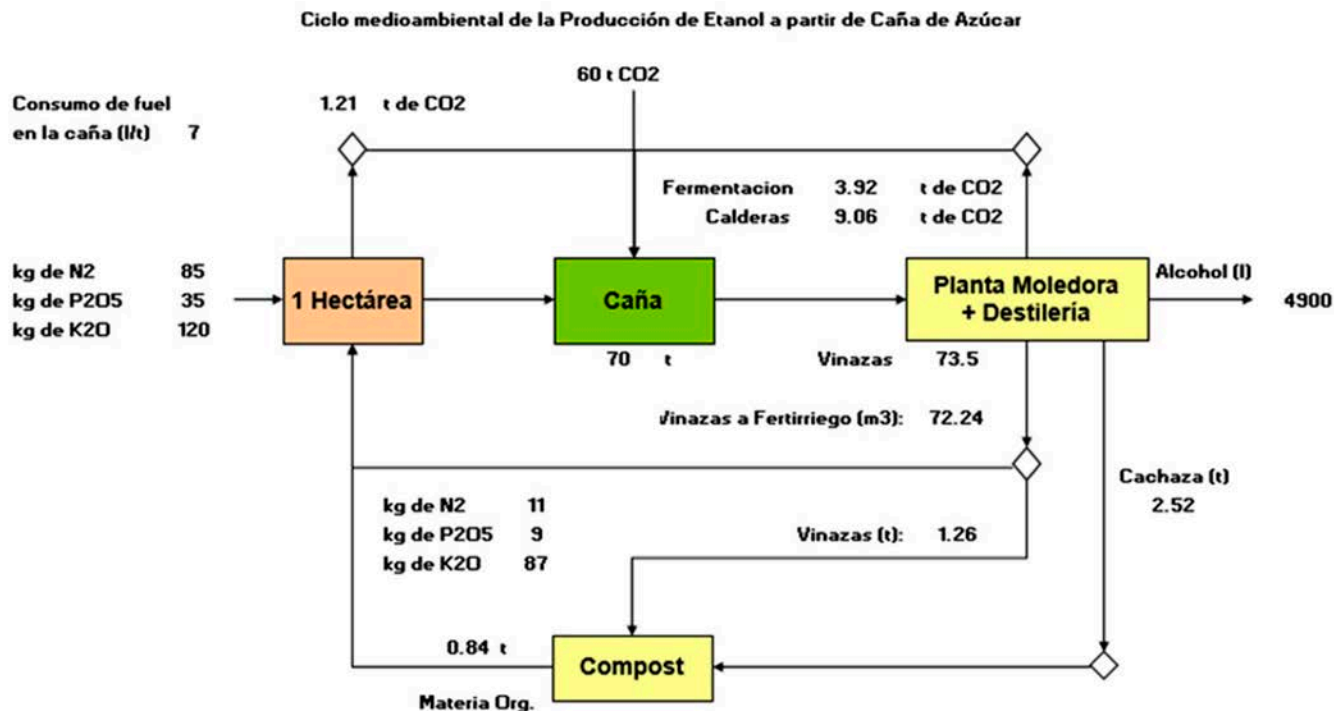 Ciclo medioambiental de la Producción de Etanol a partir de Caña de Azúcar
60 t CO2
Consumo de fuel
en la caña (l/t) 7
1.21 t de CO2
Fermentacion 3.92 t de CO2
Calderas 9.06 t de CO2
kg de N2 85
kg de P2O5 35
kg de K2O 120
1 Hectárea
Caña
Planta Moledora
+ Destilería
Alcohol (l)
4900
70 t
Vinazas 73.5
Vinazas a Fertirriego (m3): 72.24
Cachaza (t)
2.52
kg de N2 11
kg de P2O5 9
kg de K2O 87
Vinazas (t): 1.26
0.84 t
Compost
Materia Org.